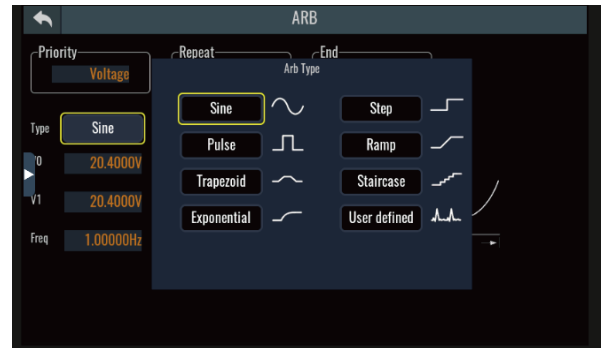 ARB
Priority
Repeat
End
Voltage
Arb Type
Sine
Step
Type
Sine
Pulse
Ramp
20.4000V
Trapezoid
Staircase
V1
20.4000V
Exponential
User defined
Freq
1.00000Hz